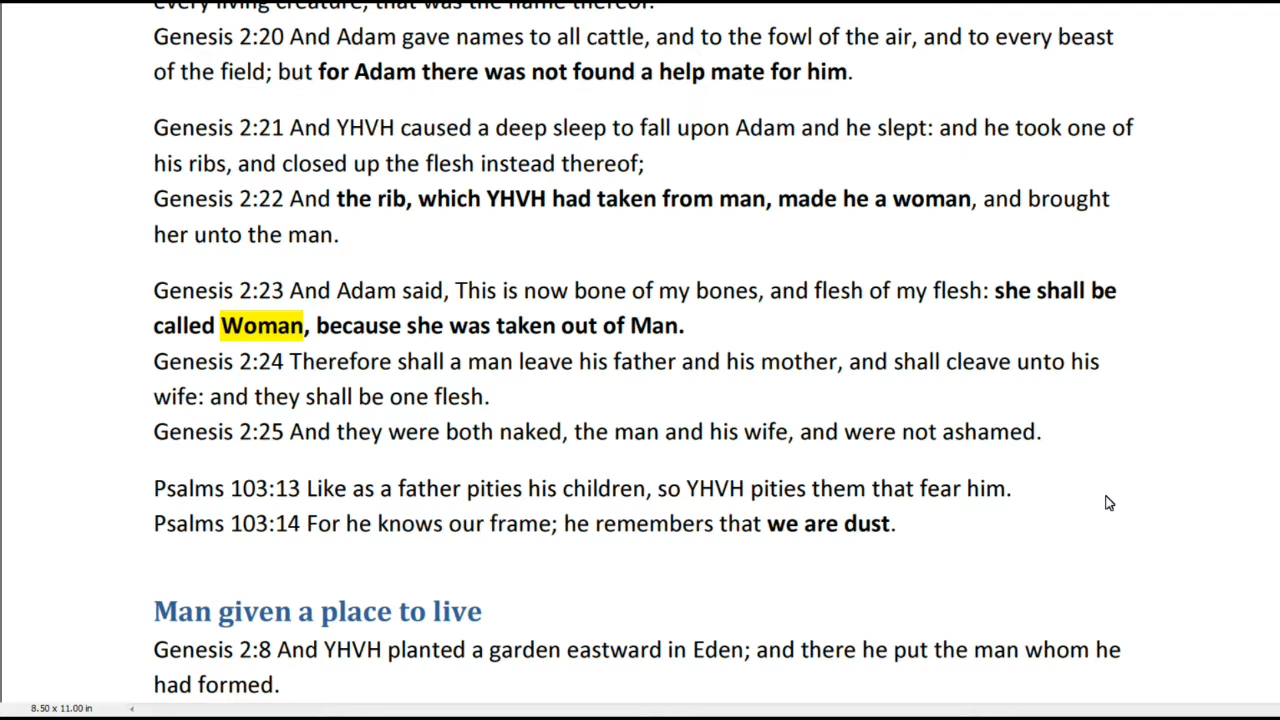 every living creature, that was the name thereof.
Genesis 2:20 And Adam gave names to all cattle, and to the fowl of the air, and to every beast
of the field; but for Adam there was not found a help mate for him.
Genesis 2:21 And YHVH caused a deep sleep to fall upon Adam and he slept: and he took one of
his ribs, and closed up the flesh instead thereof;
Genesis 2:22 And the rib, which YHVH had taken from man, made he a woman, and brought
her unto the man.
Genesis 2:23 And Adam said, This is now bone of my bones, and flesh of my flesh: she shall be
called Woman, because she was taken out of Man.
Genesis 2:24 Therefore shall a man leave his father and his mother, and shall cleave unto his
wife: and they shall be one flesh.
Genesis 2:25 And they were both naked, the man and his wife, and were not ashamed.
Psalms 103:13 Like as a father pities his children, so YHVH pities them that fear him.
Psalms 103:14 For he knows our frame; he remembers that we are dust.
Man given a place to live
Genesis 2:8 And YHVH planted a garden eastward in Eden; and there he put the man whom he
had formed.
8.50 x 11.00 in